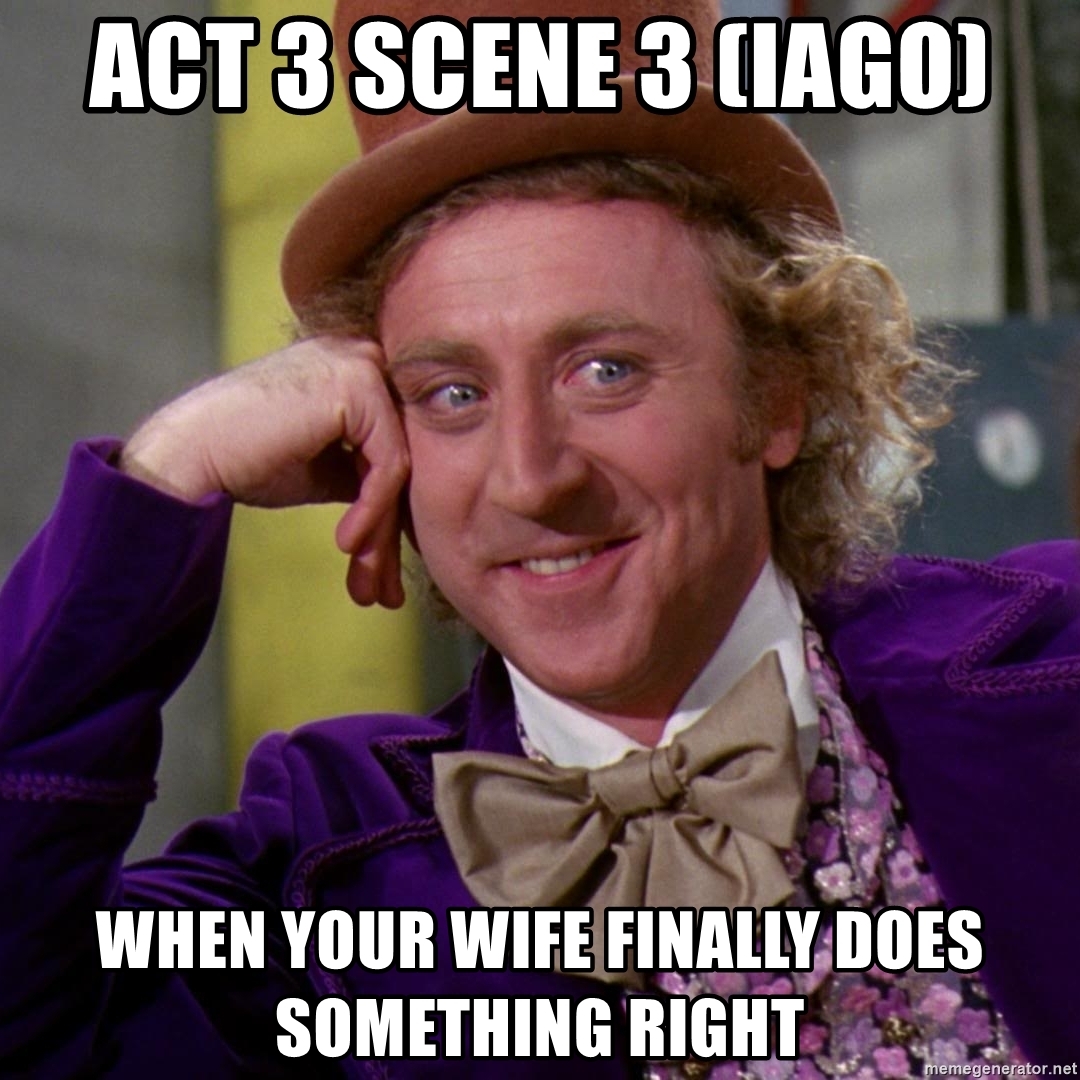 ACT 3 SCENE 3 (IAGO)
WHEN YOUR WIFE FINALLY DOES
SOMETHING RIGHT
memegenerator.net